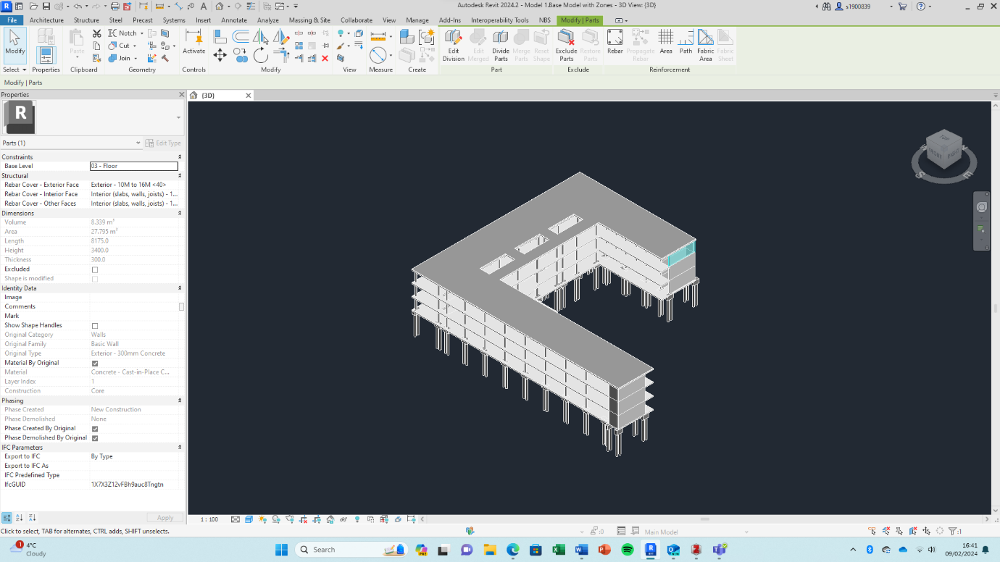 Autodesk Revit 2024.2 - Model 1.Base Model with Zones - 3D View: {3D}
s1900839
File Architecture Structure Steel Precast Systems Insert Annotate Analyze Massing & Site Collaborate View Manage Add-Ins Interoperability Tools NBS Modify | Parts
Modify
Select
Properties
Paste
Clipboard
Notch
Cut
Join
Geometry
Activate
Controls
Modify
View
Measure
Create
Edit Division
Edit Merged
Divide Parts
Merge Parts
Reset Shape
Part
Exclude Parts
Restore Parts
Exclude
Rebar
Propagate Rebar
Area
Path
Fabric Area
Fabric Sheet
Reinforcement
Modify | Parts
Properties
{3D}
R
Parts (1)
Edit Type
Constraints
Base Level 03 - Floor
Structural
Rebar Cover - Exterior Face Exterior - 10M to 16M <40>
Rebar Cover - Interior Face Interior (slabs, walls, joists) - 1...
Rebar Cover - Other Faces Interior (slabs, walls, joists) - 1...
Dimensions
Volume 8.339 m³
Area 27.795 m²
Length 8175.0
Height 3400.0
Thickness 300.0
Excluded
Shape is modified
Identity Data
Image
Comments
Mark
Show Shape Handles
Original Category Walls
Original Family Basic Wall
Original Type Exterior - 300mm Concrete
Material By Original
Material Concrete - Cast-in-Place C...
Layer Index 1
Construction Core
Phasing
Phase Created New Construction
Phase Demolished None
Phase Created By Original
Phase Demolished By Original
IFC Parameters
Export to IFC By Type
Export to IFC As
IFC Predefined Type
IfcGUID 1X7X3Z12vFBh9auc8Tngtn
Apply
TOP
FRONT
RIGHT
S
E
1 : 100
Click to select, TAB for alternates, CTRL adds, SHIFT unselects.
:0
Main Model
:1
1
4°C
Cloudy
Search
16:41
09/02/2024